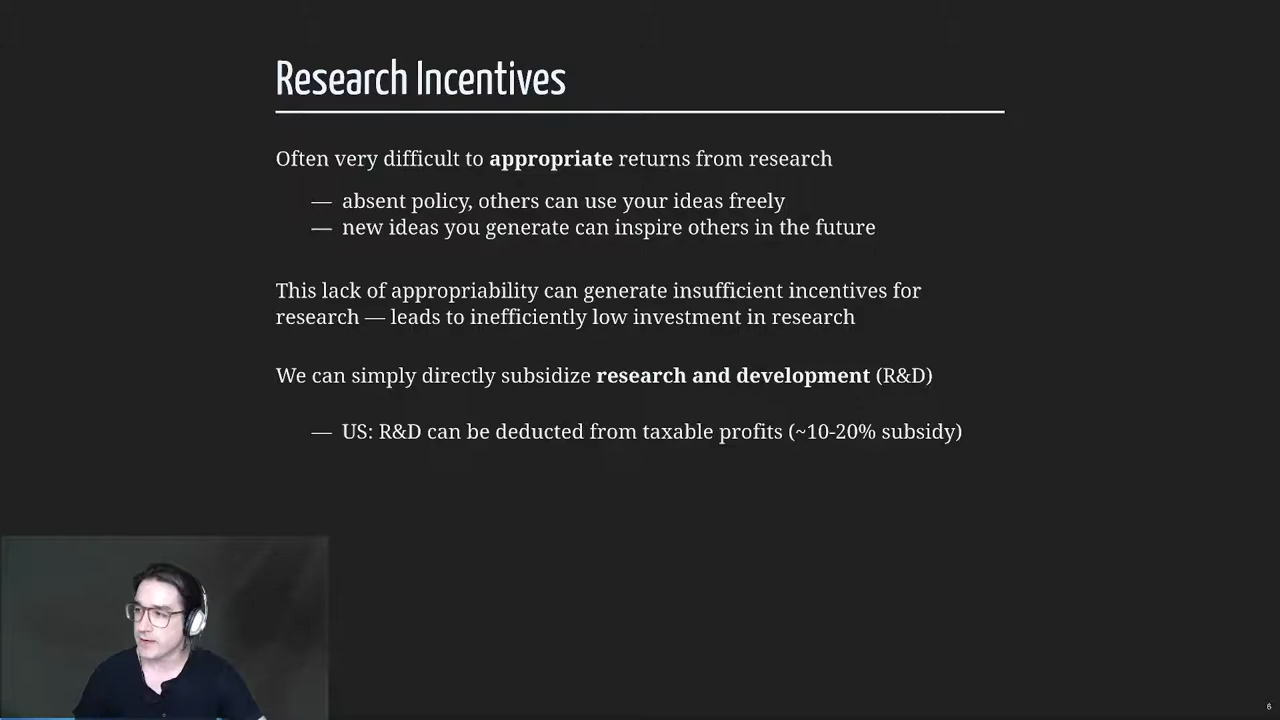 Research Incentives
Often very difficult to appropriate returns from research
— absent policy, others can use your ideas freely
— new ideas you generate can inspire others in the future
This lack of appropriability can generate insufficient incentives for
research — leads to inefficiently low investment in research
We can simply directly subsidize research and development (R&D)
— US: R&D can be deducted from taxable profits (~10-20% subsidy)
6